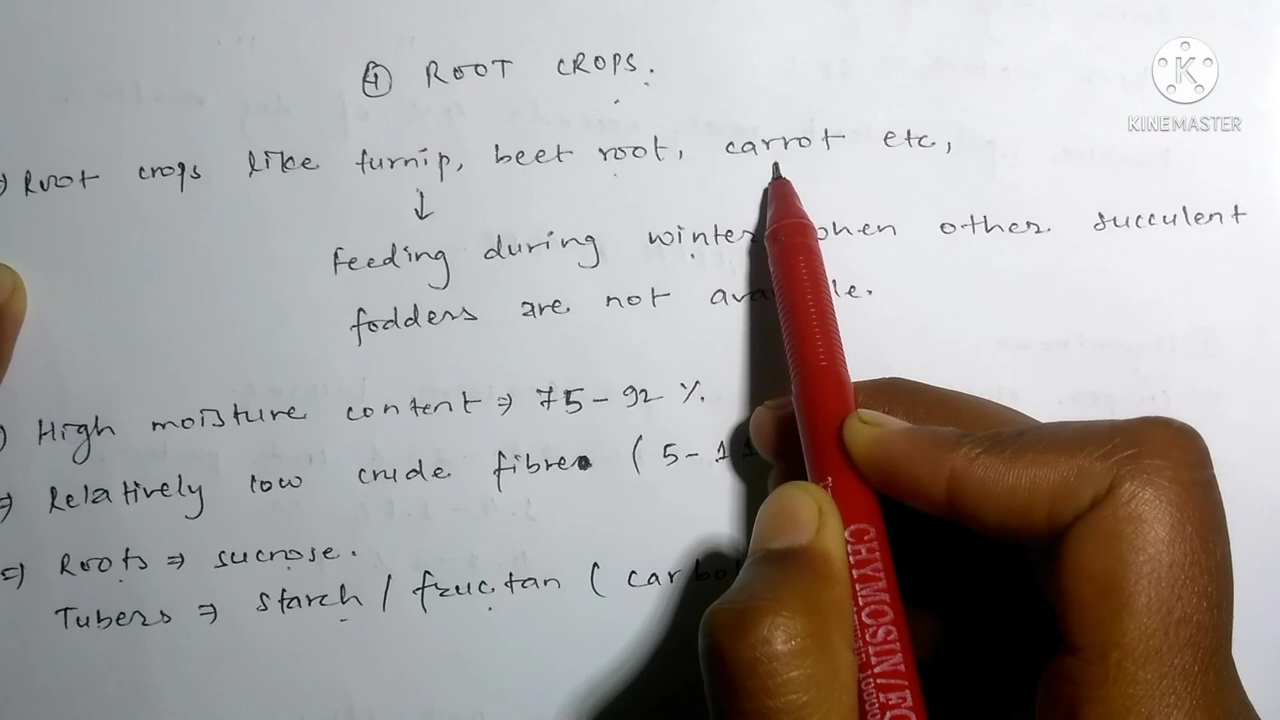 ④ ROOT CROPS.
KINEMASTER
⇒ Root crops like turnip, beet root, carrot etc,
↓
Feeding during winter when other succulent
fodders are not
High moisture content ⇒ 75-92 %.
⇒ Relatively low crude fibre (5-
⇒ Roots ⇒ sucrose.
Tubers ⇒ starch / fructan (
CHYMOSIN/